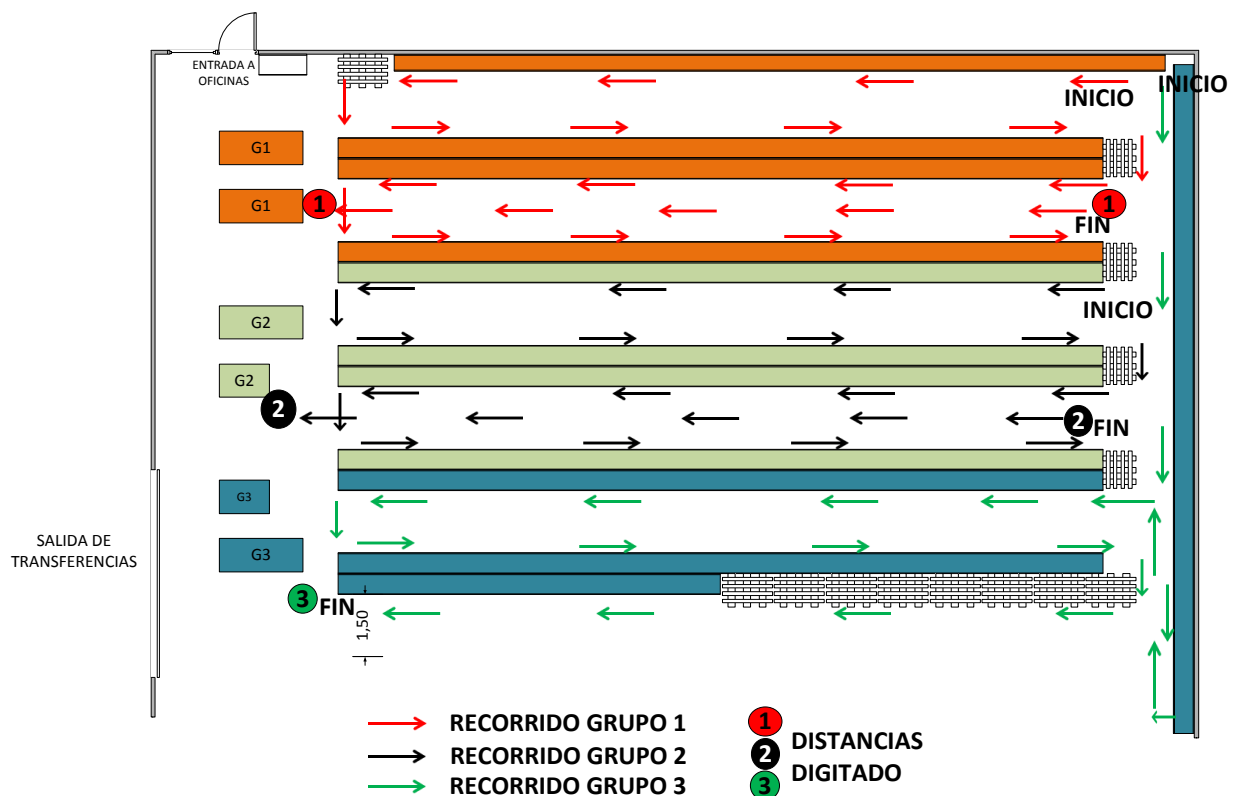 ENTRADA A
OFICINAS
INICIO
INICIO
G1
G1
1
1
FIN
INICIO
G2
G2
2
2
FIN
G3
SALIDA DE
TRANSFERENCIAS
G3
3
FIN
1,50
RECORRIDO GRUPO 1
RECORRIDO GRUPO 2
RECORRIDO GRUPO 3
1
2
3
DISTANCIAS
DIGITADO